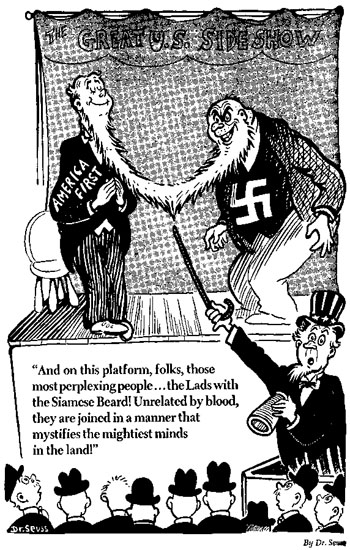 THE GREAT U.S. SIDE SHOW
AMERICA
FIRST
“And on this platform, folks, those
most perplexing people...the Lads with
the Siamese Beard! Unrelated by blood,
they are joined in a manner that
mystifies the mightiest minds
in the land!”
Dr. Seuss
By Dr. Seuss